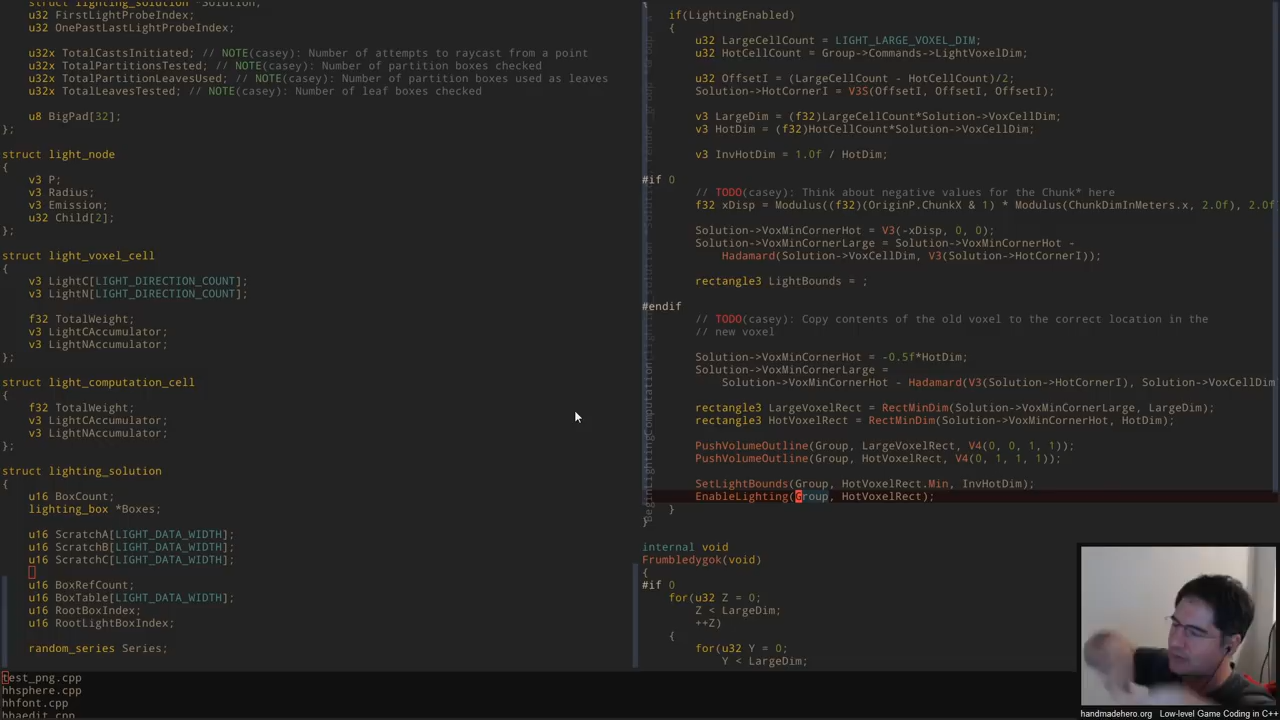 struct lighting_solution *Solution;
u32 FirstLightProbeIndex;
u32 OnePastLastLightProbeIndex;
u32x TotalCastsInitiated; // NOTE(casey): Number of attempts to raycast from a point
u32x TotalPartitionsTested; // NOTE(casey): Number of partition boxes checked
u32x TotalPartitionLeavesUsed; // NOTE(casey): Number of partition boxes used as leaves
u32x TotalLeavesTested; // NOTE(casey): Number of leaf boxes checked
u8 BigPad[32];
};
struct light_node
{
v3 P;
v3 Radius;
v3 Emission;
u32 Child[2];
};
struct light_voxel_cell
{
v3 LightC[LIGHT_DIRECTION_COUNT];
v3 LightN[LIGHT_DIRECTION_COUNT];
f32 TotalWeight;
v3 LightCAccumulator;
v3 LightNAccumulator;
};
struct light_computation_cell
{
f32 TotalWeight;
v3 LightCAccumulator;
v3 LightNAccumulator;
};
struct lighting_solution
{
u16 BoxCount;
lighting_box *Boxes;
u16 ScratchA[LIGHT_DATA_WIDTH];
u16 ScratchB[LIGHT_DATA_WIDTH];
u16 ScratchC[LIGHT_DATA_WIDTH];
u16 BoxRefCount;
u16 BoxTable[LIGHT_DATA_WIDTH];
u16 RootBoxIndex;
u16 RootLightBoxIndex;
random_series Series;
if(LightingEnabled)
{
u32 LargeCellCount = LIGHT_LARGE_VOXEL_DIM;
u32 HotCellCount = Group->Commands->LightVoxelDim;
u32 OffsetI = (LargeCellCount - HotCellCount)/2;
Solution->HotCornerI = V3S(OffsetI, OffsetI, OffsetI);
v3 LargeDim = (f32)LargeCellCount*Solution->VoxCellDim;
v3 HotDim = (f32)HotCellCount*Solution->VoxCellDim;
v3 InvHotDim = 1.0f / HotDim;
#if 0
// TODO(casey): Think about negative values for the Chunk* here
f32 xDisp = Modulus((f32)(OriginP.ChunkX & 1) * Modulus(ChunkDimInMeters.x, 2.0f), 2.0f
Solution->VoxMinCornerHot = V3(-xDisp, 0, 0);
Solution->VoxMinCornerLarge = Solution->VoxMinCornerHot -
Hadamard(Solution->VoxCellDim, V3(Solution->HotCornerI));
rectangle3 LightBounds = ;
#endif
// TODO(casey): Copy contents of the old voxel to the correct location in the
// new voxel
Solution->VoxMinCornerHot = -0.5f*HotDim;
Solution->VoxMinCornerLarge =
Solution->VoxMinCornerHot - Hadamard(V3(Solution->HotCornerI), Solution->VoxCellDim
rectangle3 LargeVoxelRect = RectMinDim(Solution->VoxMinCornerLarge, LargeDim);
rectangle3 HotVoxelRect = RectMinDim(Solution->VoxMinCornerHot, HotDim);
PushVolumeOutline(Group, LargeVoxelRect, V4(0, 0, 1, 1));
PushVolumeOutline(Group, HotVoxelRect, V4(0, 1, 1, 1));
SetLightBounds(Group, HotVoxelRect.Min, InvHotDim);
EnableLighting(Group, HotVoxelRect);
}
}
internal void
Frumbledygok(void)
{
#if 0
for(u32 Z = 0;
Z < LargeDim;
++Z)
{
for(u32 Y = 0;
Y < LargeDim;
test_png.cpp
hhsphere.cpp
hhfont.cpp
hhaedit.cpp
handmadehero.org Low-level Game Coding in C++